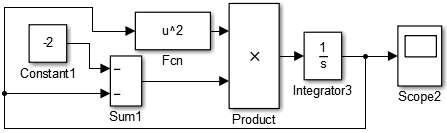 -2
Constant1
u^2
Fcn
−
−
Sum1
×
Product
1
s
Integrator3
Scope2